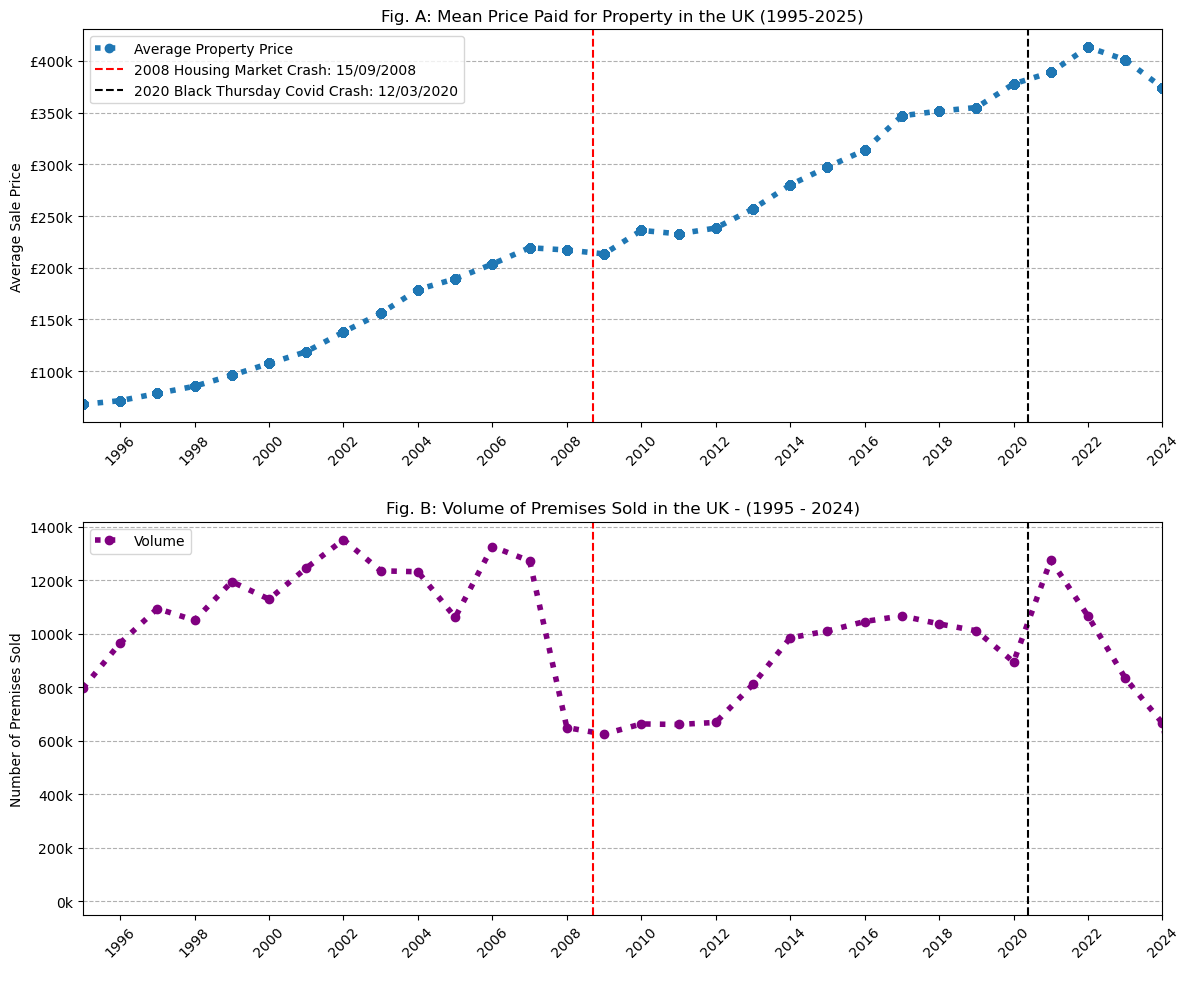 Fig. A: Mean Price Paid for Property in the UK (1995-2025)
Average Property Price
2008 Housing Market Crash: 15/09/2008
2020 Black Thursday Covid Crash: 12/03/2020
Average Sale Price
£400k
£350k
£300k
£250k
£200k
£150k
£100k
1996 1998 2000 2002 2004 2006 2008 2010 2012 2014 2016 2018 2020 2022 2024
Fig. B: Volume of Premises Sold in the UK - (1995 - 2024)
Volume
Number of Premises Sold
1400k
1200k
1000k
800k
600k
400k
200k
0k
1996 1998 2000 2002 2004 2006 2008 2010 2012 2014 2016 2018 2020 2022 2024